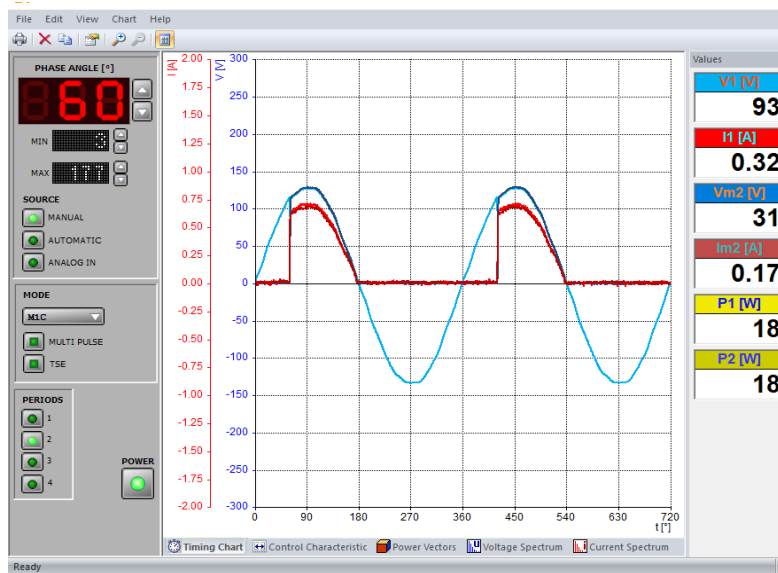 File Edit View Chart Help
PHASE ANGLE [°]
60
MIN 3
MAX 177
SOURCE
MANUAL
AUTOMATIC
ANALOG IN
MODE
M1C
MULTI PULSE
TSE
PERIODS
1
2
3
4
POWER
I [A]
2.00
1.75
1.50
1.25
1.00
0.75
0.50
0.25
0.00
-0.25
-0.50
-0.75
-1.00
-1.25
-1.50
-1.75
-2.00
V [V]
300
250
200
150
100
50
0
-50
-100
-150
-200
-250
-300
0 90 180 270 360 450 540 630 720
t [°]
Timing Chart Control Characteristic Power Vectors Voltage Spectrum Current Spectrum
Values
V1 [V]
93
I1 [A]
0.32
Vm2 [V]
31
Im2 [A]
0.17
P1 [W]
18
P2 [W]
18
Ready